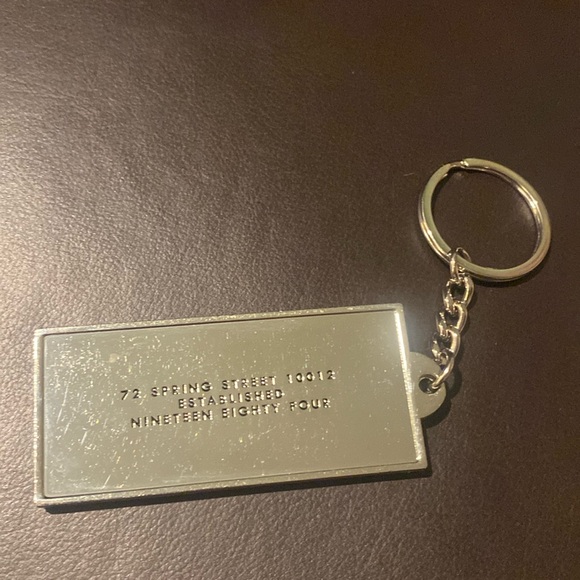 72 SPRING STREET 10012
ESTABLISHED
NINETEEN EIGHTY FOUR